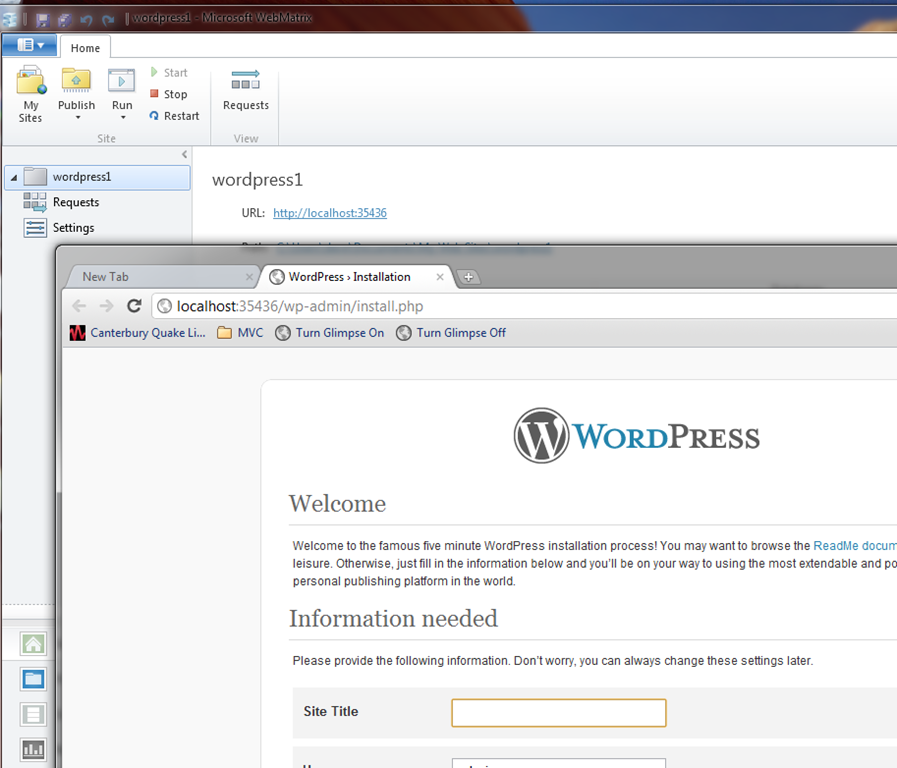 wordpress1 - Microsoft WebMatrix
Home
My Sites
Publish
Run
Start
Stop
Restart
Requests
Site
View
wordpress1
Requests
Settings
wordpress1
URL: http://localhost:35436
New Tab
WordPress › Installation
localhost:35436/wp-admin/install.php
Canterbury Quake Li... MVC Turn Glimpse On Turn Glimpse Off
WORDPRESS
Welcome
Welcome to the famous five minute WordPress installation process! You may want to browse the ReadMe docum
leisure. Otherwise, just fill in the information below and you'll be on your way to using the most extendable and po
personal publishing platform in the world.
Information needed
Please provide the following information. Don't worry, you can always change these settings later.
Site Title